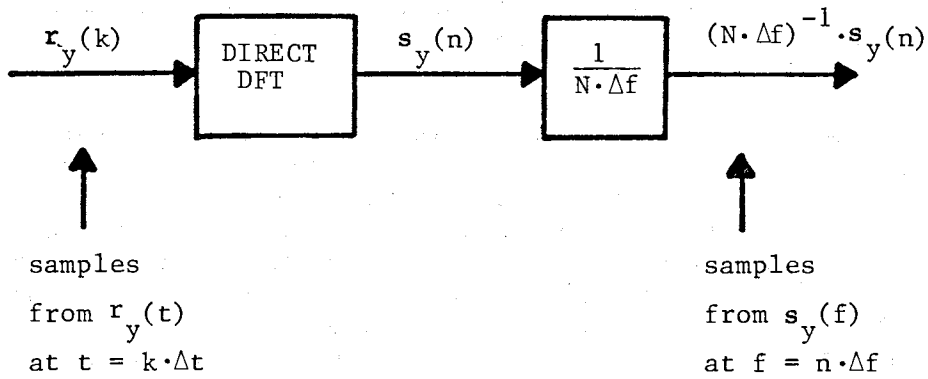 r_y(k)
DIRECT
DFT
s_y(n)
1
N·Δf
(N·Δf)^{-1}·s_y(n)
samples
from r_y(t)
at t = k·Δt
samples
from s_y(f)
at f = n·Δf